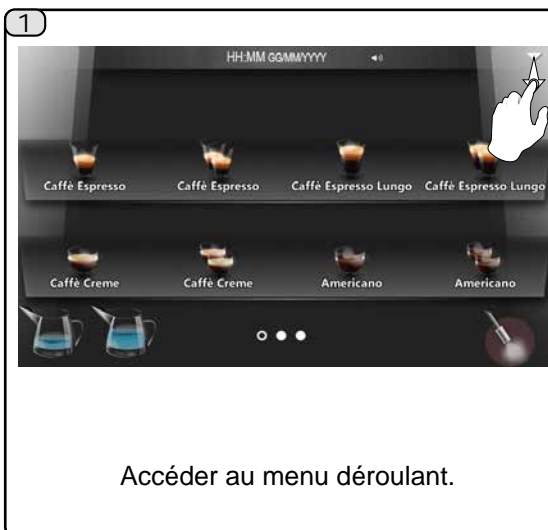 1
HH:MM GG/MM/YYYY
Caffè Espresso Caffè Espresso Caffè Espresso Lungo Caffè Espresso Lungo
Caffè Creme Caffè Creme Americano Americano
Accéder au menu déroulant.